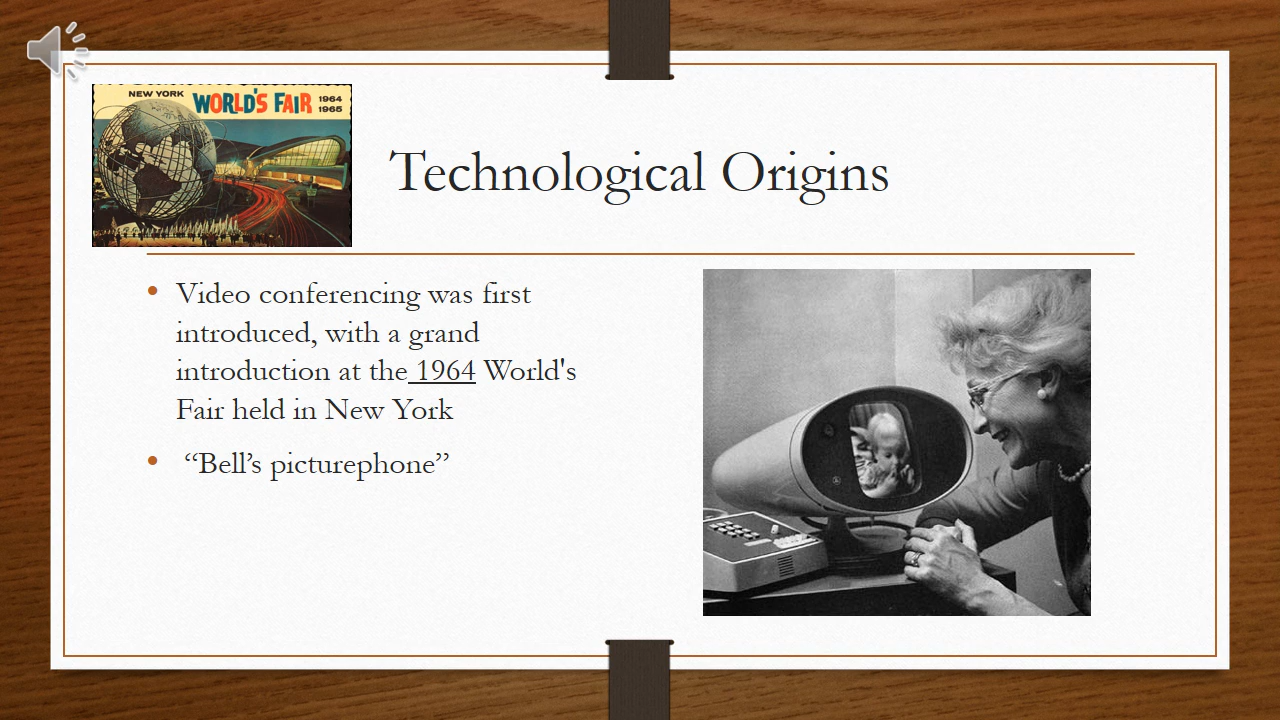 NEW YORK WORLD'S FAIR 1964
1965
Technological Origins
• Video conferencing was first
introduced, with a grand
introduction at the 1964 World's
Fair held in New York
• “Bell’s picturephone”